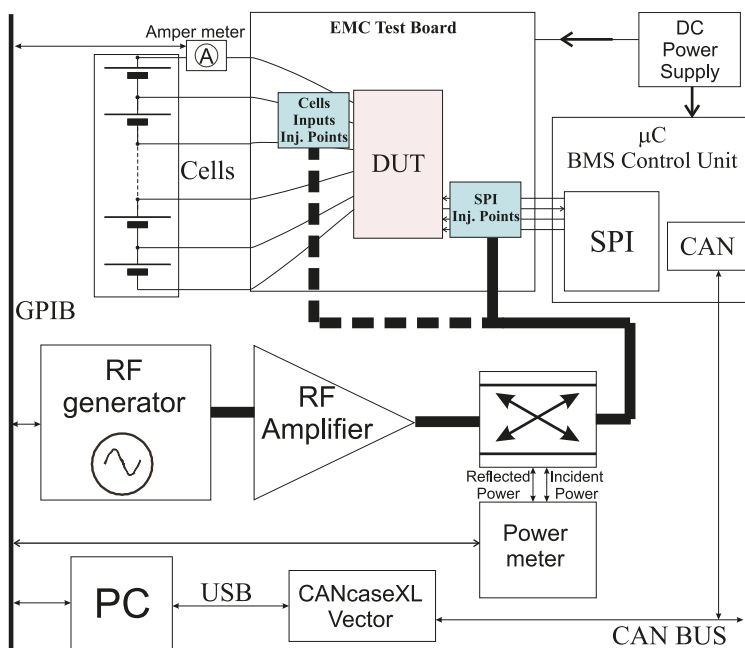 Amper meter
A
EMC Test Board
DC
Power
Supply
Cells
Inputs
Inj. Points
DUT
Cells
SPI
Inj. Points
μC
BMS Control Unit
SPI
CAN
GPIB
RF
generator
RF
Amplifier
Reflected
Power
Incident
Power
Power
meter
PC
USB
CANcaseXL
Vector
CAN BUS